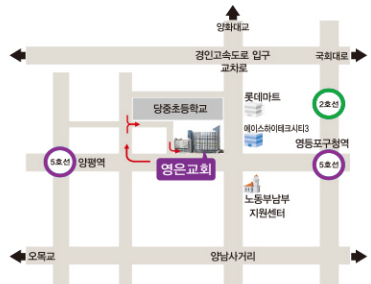 양화대교
경인고속도로 입구
교차로
국회대로
롯데마트
당중초등학교
2호선
에이스하이테크시티3
영등포구청역
5호선
양평역
영은교회
5호선
노동부남부
지원센터
오목교
양남사거리